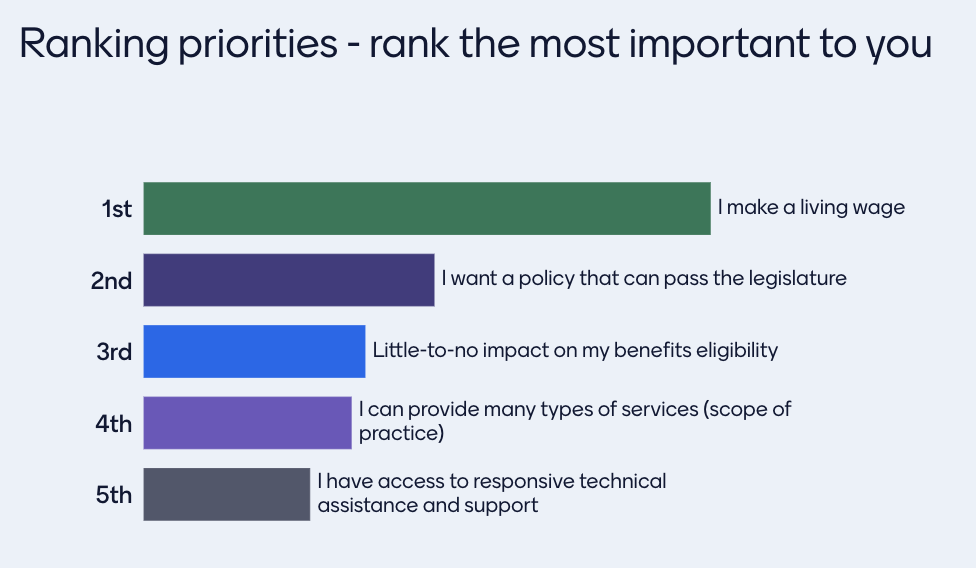 Ranking priorities - rank the most important to you
1st
I make a living wage
2nd
I want a policy that can pass the legislature
3rd
Little-to-no impact on my benefits eligibility
4th
I can provide many types of services (scope of
practice)
5th
I have access to responsive technical
assistance and support